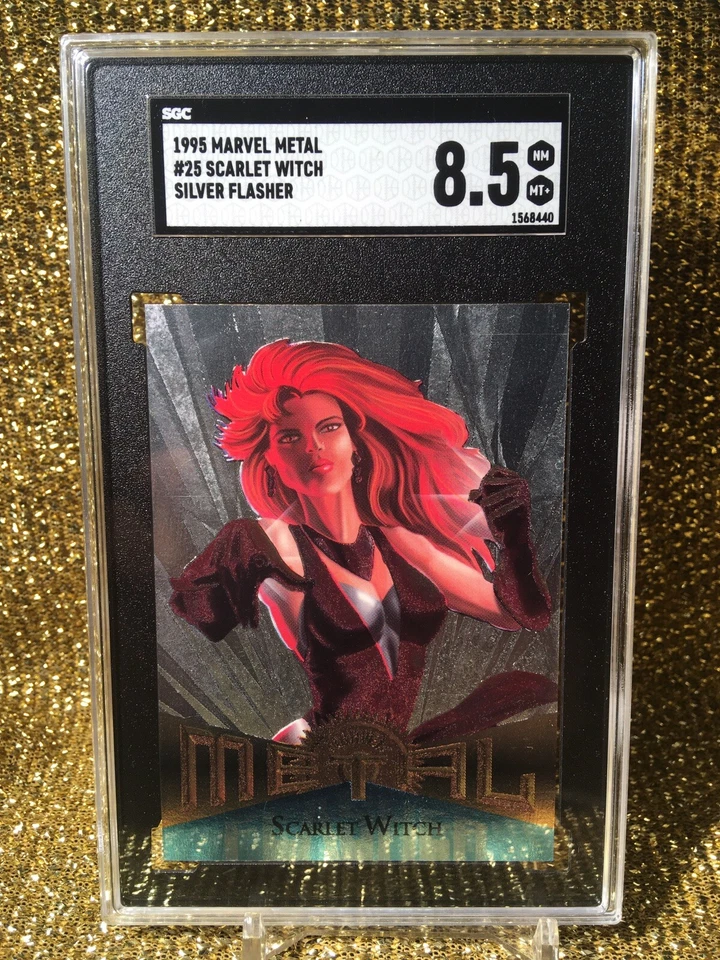 SGC
1995 MARVEL METAL
#25 SCARLET WITCH
SILVER FLASHER
8.5
NM
MT+
1568440
METAL
SCARLET WITCH